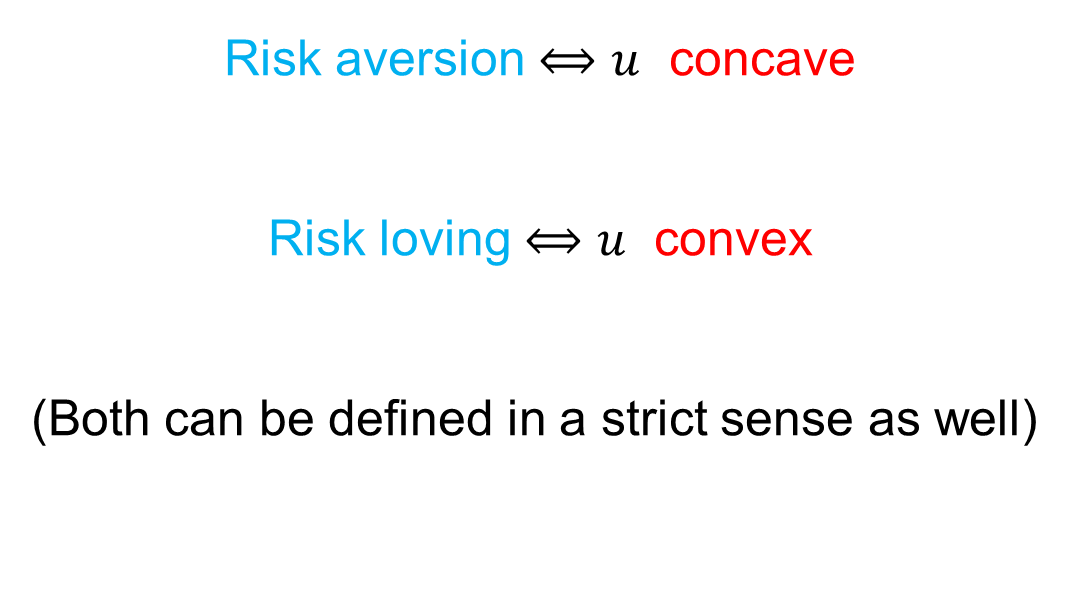 Risk aversion ⟺ 𝑢 concave
Risk loving ⟺ 𝑢 convex
(Both can be defined in a strict sense as well)